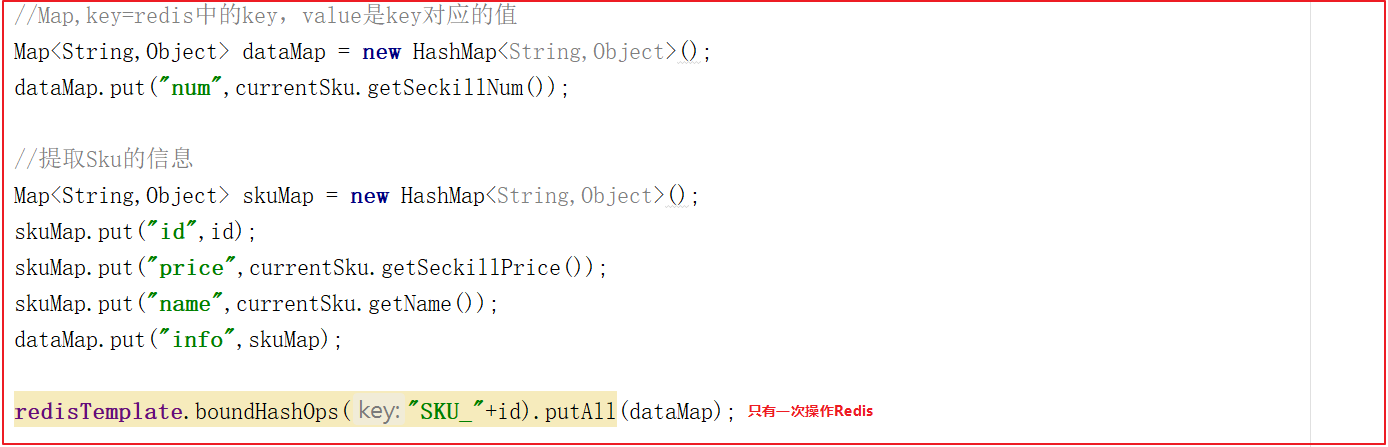 //Map,key=redis中的key，value是key对应的值
Map<String,Object> dataMap = new HashMap<String,Object>();
dataMap.put("num",currentSku.getSeckillNum());
//提取Sku的信息
Map<String,Object> skuMap = new HashMap<String,Object>();
skuMap.put("id",id);
skuMap.put("price",currentSku.getSeckillPrice());
skuMap.put("name",currentSku.getName());
dataMap.put("info",skuMap);
redisTemplate.boundHashOps( key: "SKU_"+id).putAll(dataMap); 只有一次操作Redis